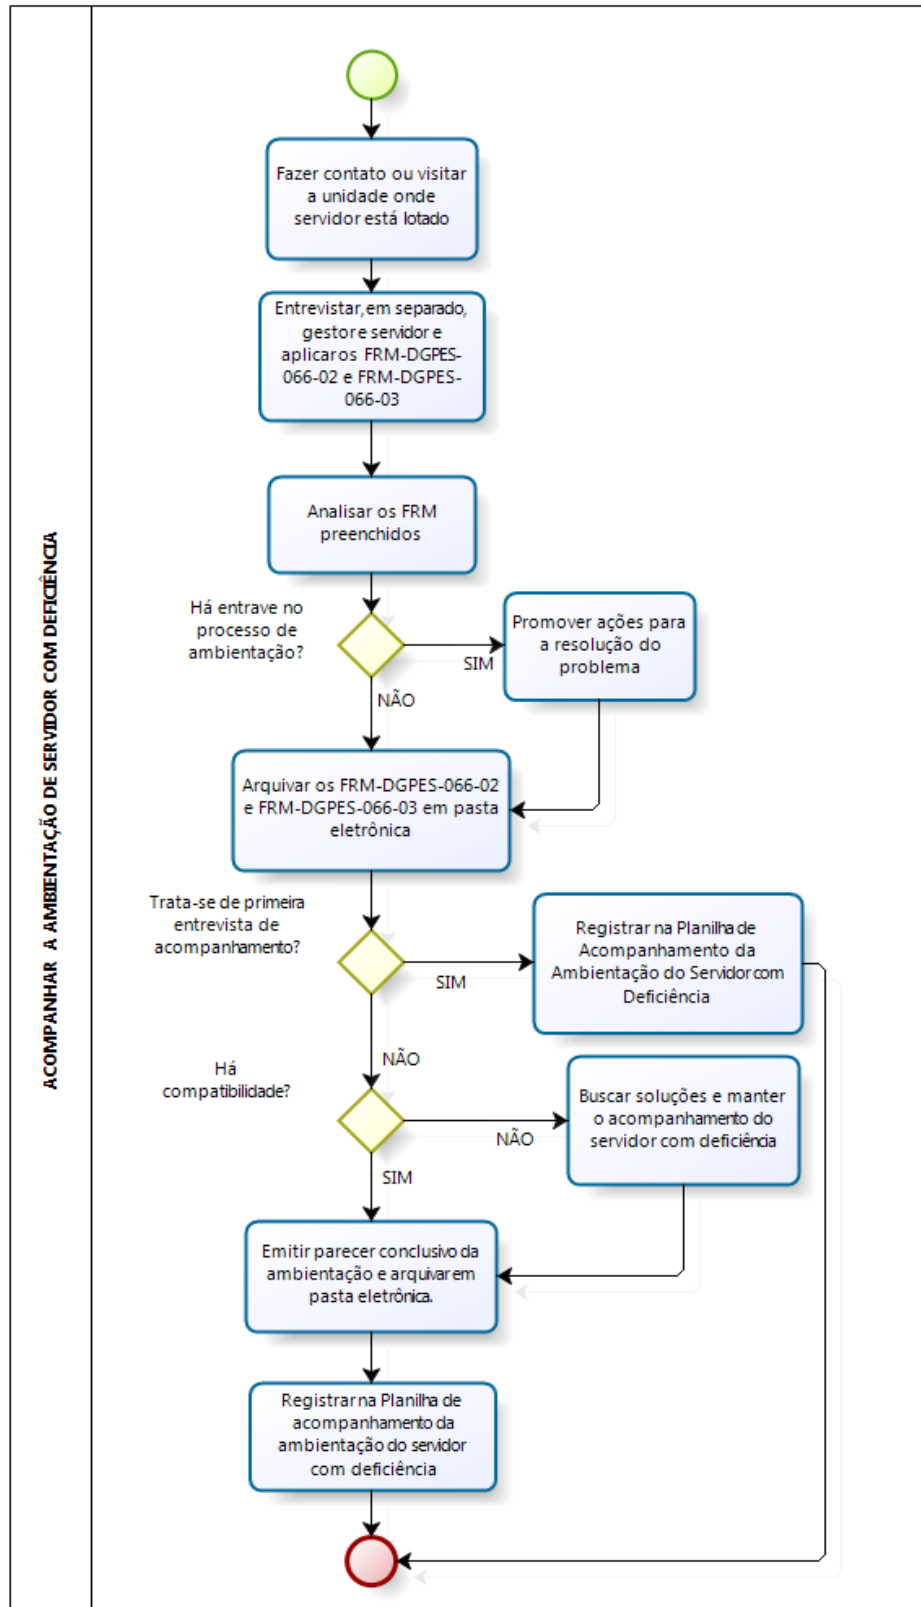 ACOMPANHAR A AMBIENTAÇÃO DE SERVIDOR COM DEFICIÊNCIA
Fazer contato ou visitar
a unidade onde
servidor está lotado
Entrevistar, em separado,
gestor e servidor e
aplicar os FRM-DGPES-
066-02 e FRM-DGPES-
066-03
Analisar os FRM
preenchidos
Há entrave no
processo de
ambientação?
SIM
Promover ações para
a resolução do
problema
NÃO
Arquivar os FRM-DGPES-066-02
e FRM-DGPES-066-03 em pasta
eletrônica
Trata-se de primeira
entrevista de
acompanhamento?
SIM
Registrar na Planilha de
Acompanhamento da
Ambientação do Servidor com
Deficiência
NÃO
Há
compatibilidade?
NÃO
Buscar soluções e manter
o acompanhamento do
servidor com deficiência
SIM
Emitir parecer conclusivo da
ambientação e arquivar em
pasta eletrônica.
Registrar na Planilha de
acompanhamento da
ambientação do servidor
com deficiência